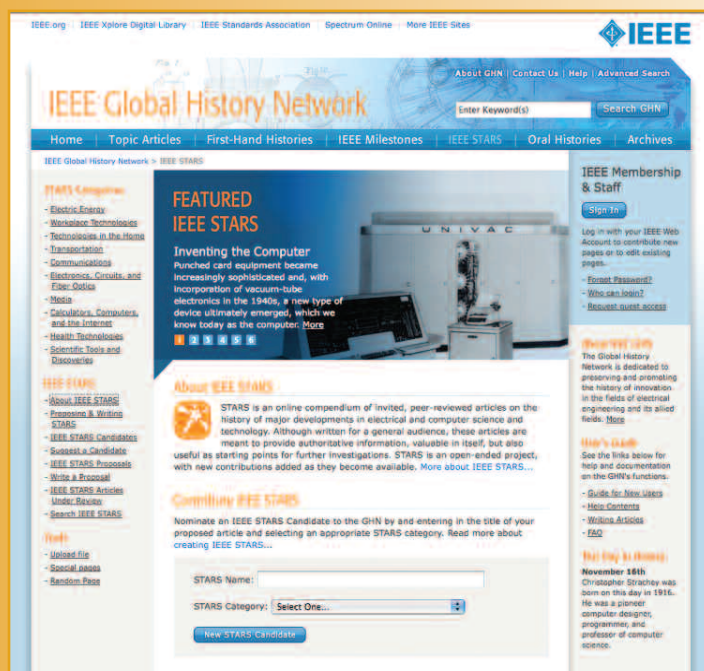 IEEE.org | IEEE Xplore Digital Library | IEEE Standards Association | Spectrum Online | More IEEE Sites
IEEE
About GHN | Contact Us | Help | Advanced Search
IEEE Global History Network
Enter Keyword(s)
Search GHN
Home | Topic Articles | First-Hand Histories | IEEE Milestones | IEEE STARS | Oral Histories | Archives
IEEE Global History Network > IEEE STARS
STARS Categories
- Electric Energy
- Workplace Technologies
- Technologies in the Home
- Transportation
- Communications
- Electronics, Circuits, and
Fiber Optics
- Media
- Calculators, Computers,
and the Internet
- Health Technologies
- Scientific Tools and
Discoveries
IEEE STARS
- About IEEE STARS
- Proposing & Writing
STARS
- IEEE STARS Candidates
- Suggest a Candidate
- IEEE STARS Proposals
- Write a Proposal
- IEEE STARS Articles
Under Review
- Search IEEE STARS
Tools
- Upload file
- Special pages
- Random Page
FEATURED
IEEE STARS
Inventing the Computer
Punched card equipment became
increasingly sophisticated and, with
incorporation of vacuum-tube
electronics in the 1940s, a new type of
device ultimately emerged, which we
know today as the computer. More
1 2 3 4 5 6
UNIVAC
About IEEE STARS
STARS is an online compendium of invited, peer-reviewed articles on the
history of major developments in electrical and computer science and
technology. Although written for a general audience, these articles are
meant to provide authoritative information, valuable in itself, but also
useful as starting points for further investigations. STARS is an open-ended project,
with new contributions added as they become available. More about IEEE STARS...
Contribute IEEE STARS
Nominate an IEEE STARS Candidate to the GHN by and entering in the title of your
proposed article and selecting an appropriate STARS category. Read more about
creating IEEE STARS...
STARS Name:
STARS Category: Select One...
New STARS Candidate
IEEE Membership
& Staff
Sign In
Log in with your IEEE Web
Account to contribute new
pages or to edit existing
pages.
- Forgot Password?
- Who can login?
- Request guest access
About
The Global History
Network is dedicated to
preserving and promoting
the history of innovation
in the fields of electrical
engineering and its allied
fields. More
User's Guide
See the links below for
help and documentation
on the GHN's functions.
- Guide for New Users
- Help Contents
- Writing Articles
- FAQ
This Day in History
November 16th
Christopher Strachey was
born on this day in 1916.
He was a pioneer
computer designer,
programmer, and
professor of computer
science.